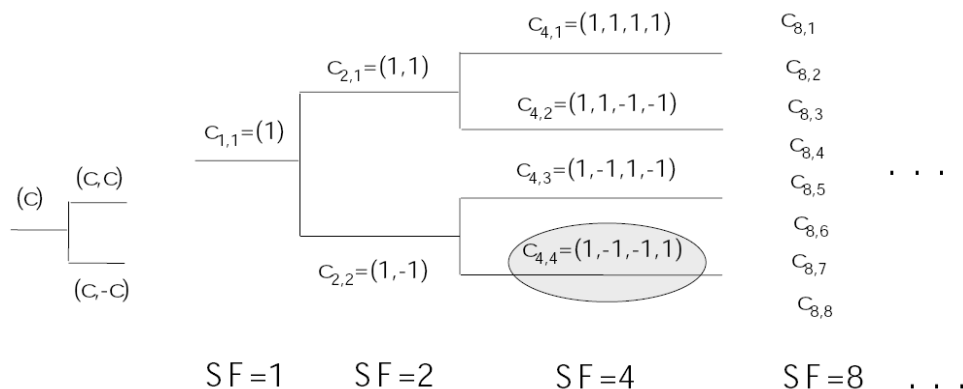 (C)
(C,C)
(C,-C)
C1,1=(1)
C2,1=(1,1)
C2,2=(1,-1)
C4,1=(1,1,1,1)
C4,2=(1,1,-1,-1)
C4,3=(1,-1,1,-1)
C4,4=(1,-1,-1,1)
C8,1
C8,2
C8,3
C8,4
C8,5
C8,6
C8,7
C8,8
. . .
SF=1 SF=2 SF=4 SF=8 . . .